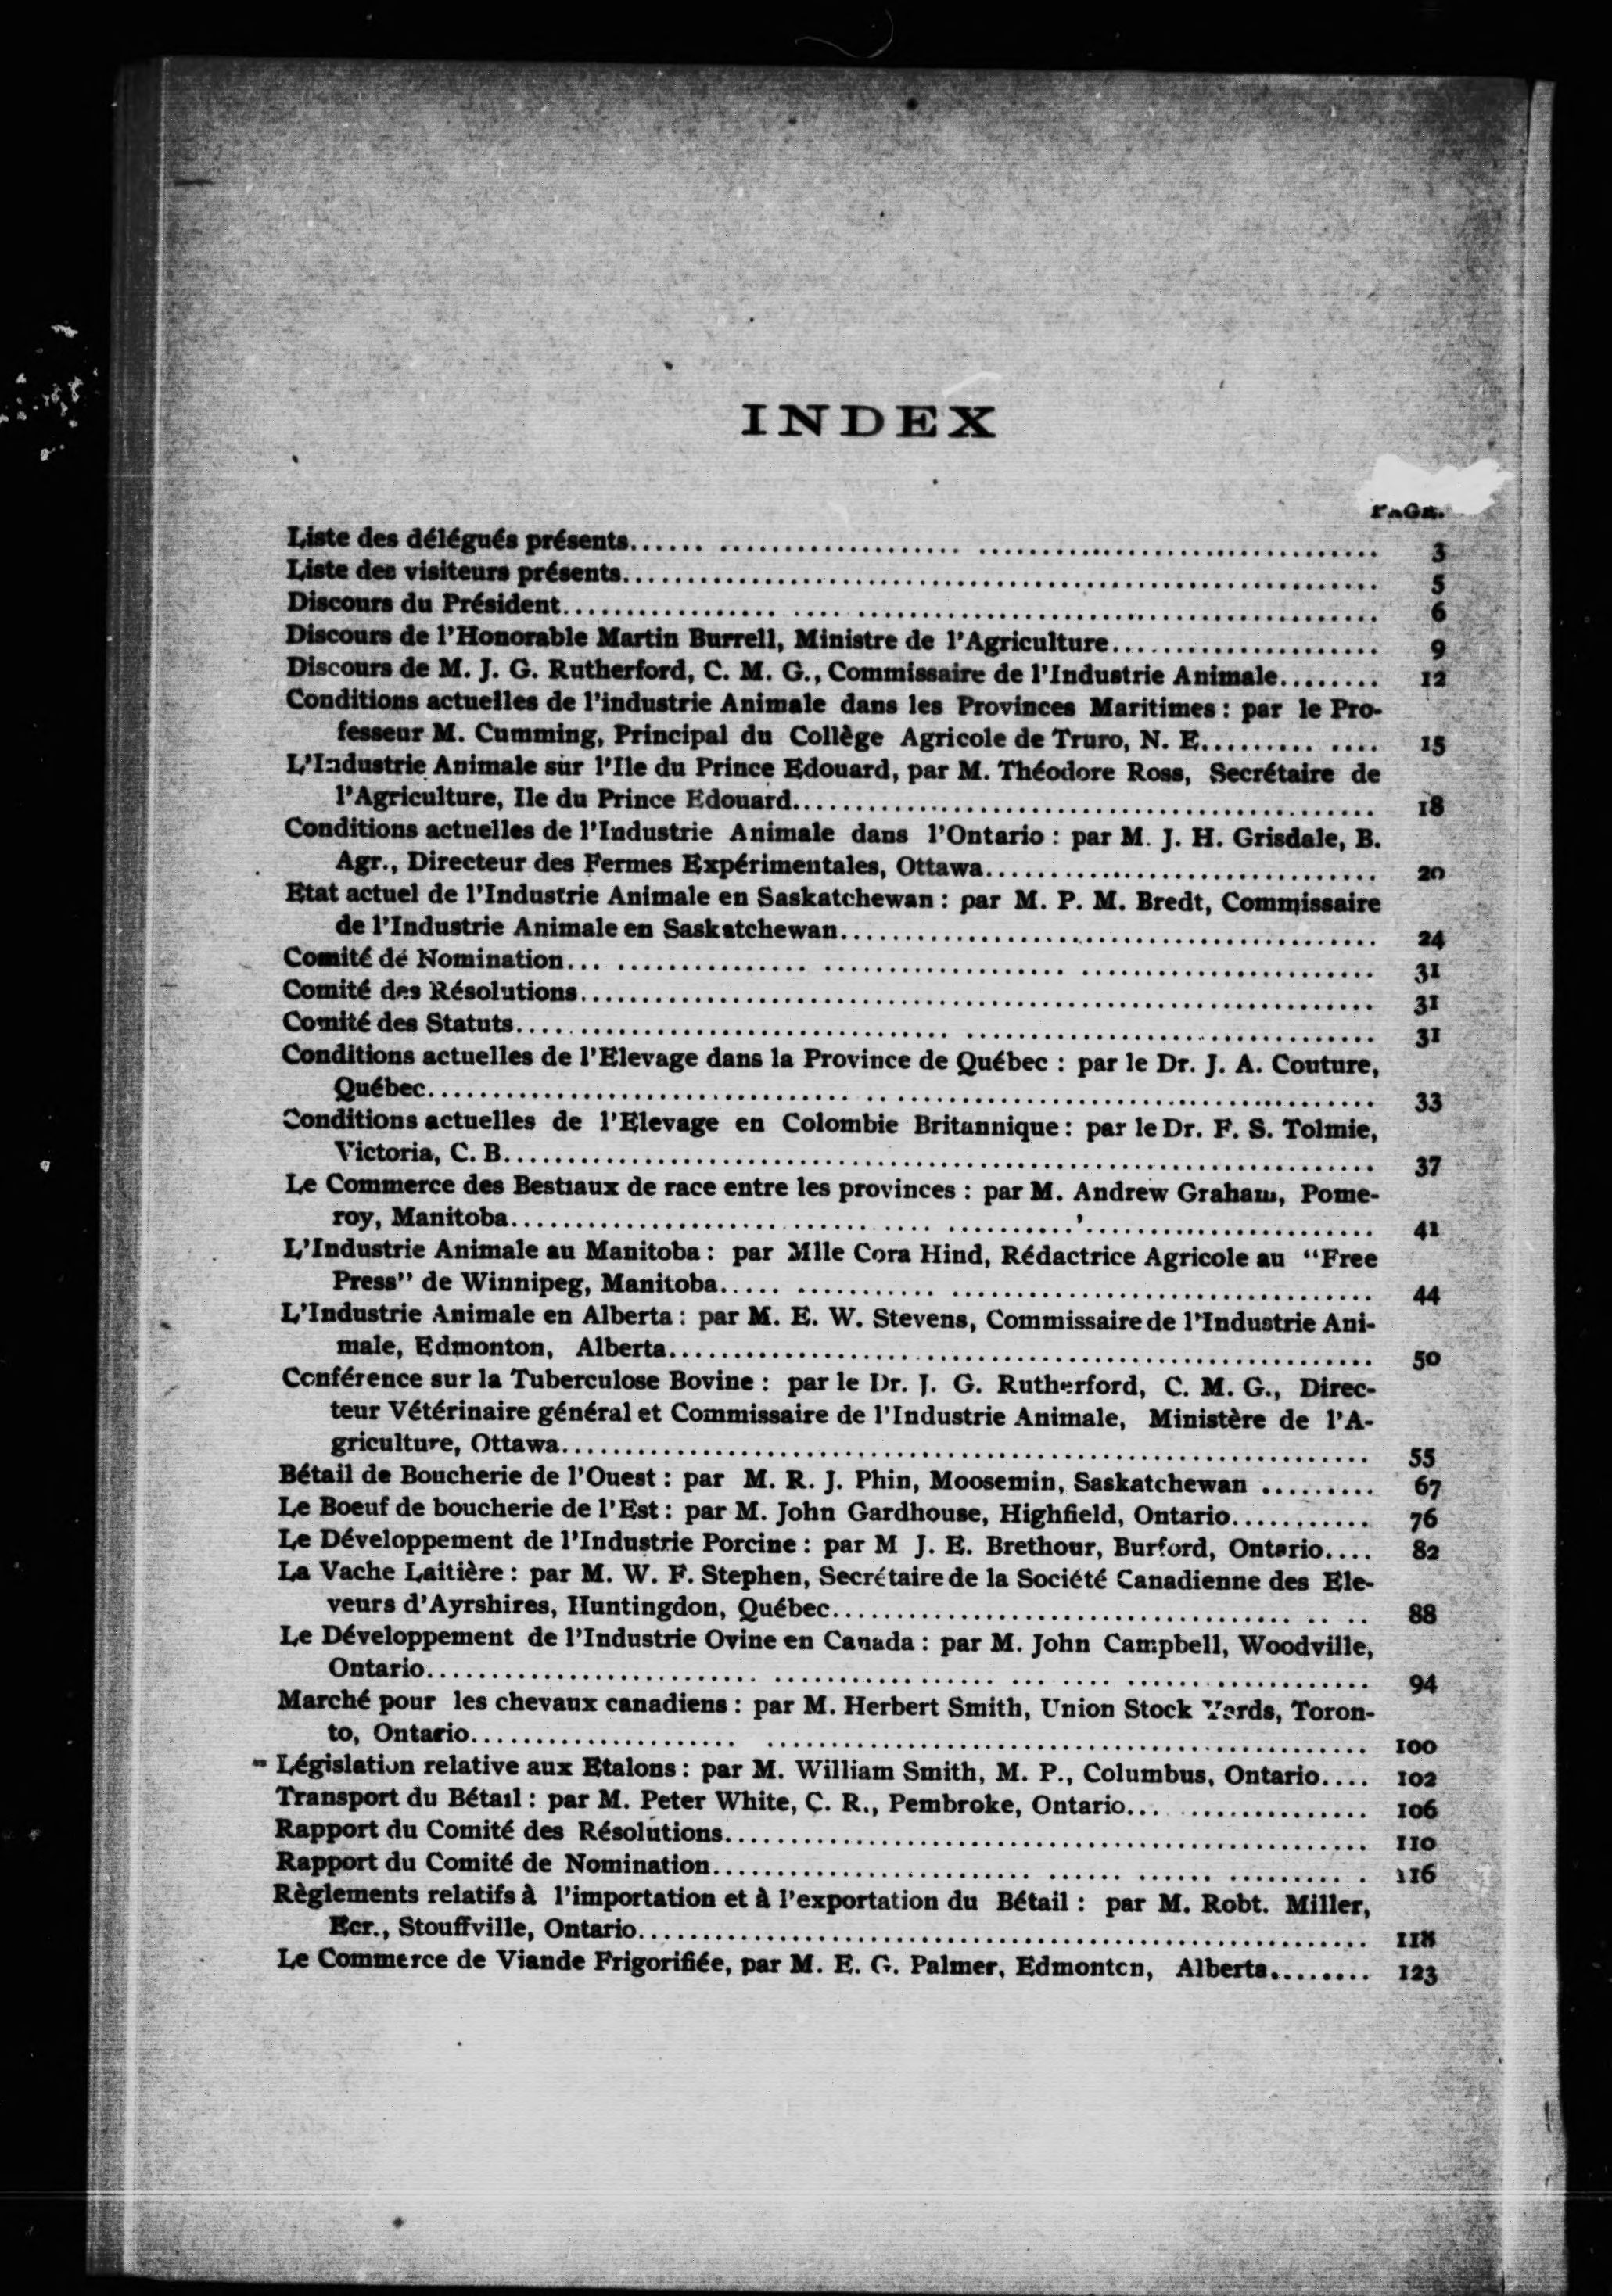 INDEX
PAGE.
Liste des délégués présents...... ................... ............................... 3
Liste des visiteurs présents........................................................... 5
Discours du Président................. .... ......................................... 6
Discours de l'Honorable Martin Burrell, Ministre de l'Agriculture..................... 9
Discours de M. J. G. Rutherford, C. M. G., Commissaire de l'Industrie Animale........ 12
Conditions actuelles de l'industrie Animale dans les Provinces Maritimes : par le Pro-
fesseur M. Cumming, Principal du Collège Agricole de Truro, N. E......... .... 15
L'Industrie Animale sur l'Ile du Prince Edouard, par M. Théodore Ross, Secrétaire de
l'Agriculture, Ile du Prince Edouard.............................................. 18
Conditions actuelles de l'Industrie Animale dans l'Ontario : par M. J. H. Grisdale, B.
Agr., Directeur des Fermes Expérimentales, Ottawa............................... 20
Etat actuel de l'Industrie Animale en Saskatchewan : par M. P. M. Bredt, Commissaire
de l'Industrie Animale en Saskatchewan.......................................... 24
Comité de Nomination... ............... ................... ....................... 31
Comité des Résolutions.............................................................. 31
Comité des Statuts.................................. ................................ 31
Conditions actuelles de l'Elevage dans la Province de Québec : par le Dr. J. A. Couture,
Québec................................. ........................................ 33
Conditions actuelles de l'Elevage en Colombie Britannique : par le Dr. F. S. Tolmie,
Victoria, C. B.................................................................... 37
Le Commerce des Bestiaux de race entre les provinces : par M. Andrew Graham, Pome-
roy, Manitoba................................. .................................. 41
L'Industrie Animale au Manitoba : par Mlle Cora Hind, Rédactrice Agricole au "Free
Press" de Winnipeg, Manitoba..... ........... ................................. 44
L'Industrie Animale en Alberta : par M. E. W. Stevens, Commissaire de l'Industrie Ani-
male, Edmonton, Alberta....................................................... 50
Conférence sur la Tuberculose Bovine : par le Dr. J. G. Rutherford, C. M. G., Direc-
teur Vétérinaire général et Commissaire de l'Industrie Animale, Ministère de l'A-
griculture, Ottawa............................................................... 55
Bétail de Boucherie de l'Ouest : par M. R. J. Phin, Moosemin, Saskatchewan ......... 67
Le Boeuf de boucherie de l'Est : par M. John Gardhouse, Highfield, Ontario........... 76
Le Développement de l'Industrie Porcine : par M J. E. Brethour, Burford, Ontario.... 82
La Vache Laitière : par M. W. F. Stephen, Secrétaire de la Société Canadienne des Ele-
veurs d'Ayrshires, Huntingdon, Québec.................................... .. .. 88
Le Développement de l'Industrie Ovine en Canada : par M. John Campbell, Woodville,
Ontario.......................... ................. ... .... ................... 94
Marché pour les chevaux canadiens : par M. Herbert Smith, Union Stock Yards, Toron-
to, Ontario..................... ............................................... 100
Législation relative aux Etalons : par M. William Smith, M. P., Columbus, Ontario.... 102
Transport du Bétail : par M. Peter White, C. R., Pembroke, Ontario... ............... 106
Rapport du Comité des Résolutions................................................... 110
Rapport du Comité de Nomination......................... ...... ...... .......... . 116
Règlements relatifs à l'importation et à l'exportation du Bétail : par M. Robt. Miller,
Ecr., Stouffville, Ontario......................................................... 118
Le Commerce de Viande Frigorifiée, par M. E. G. Palmer, Edmonton, Alberta........ 123